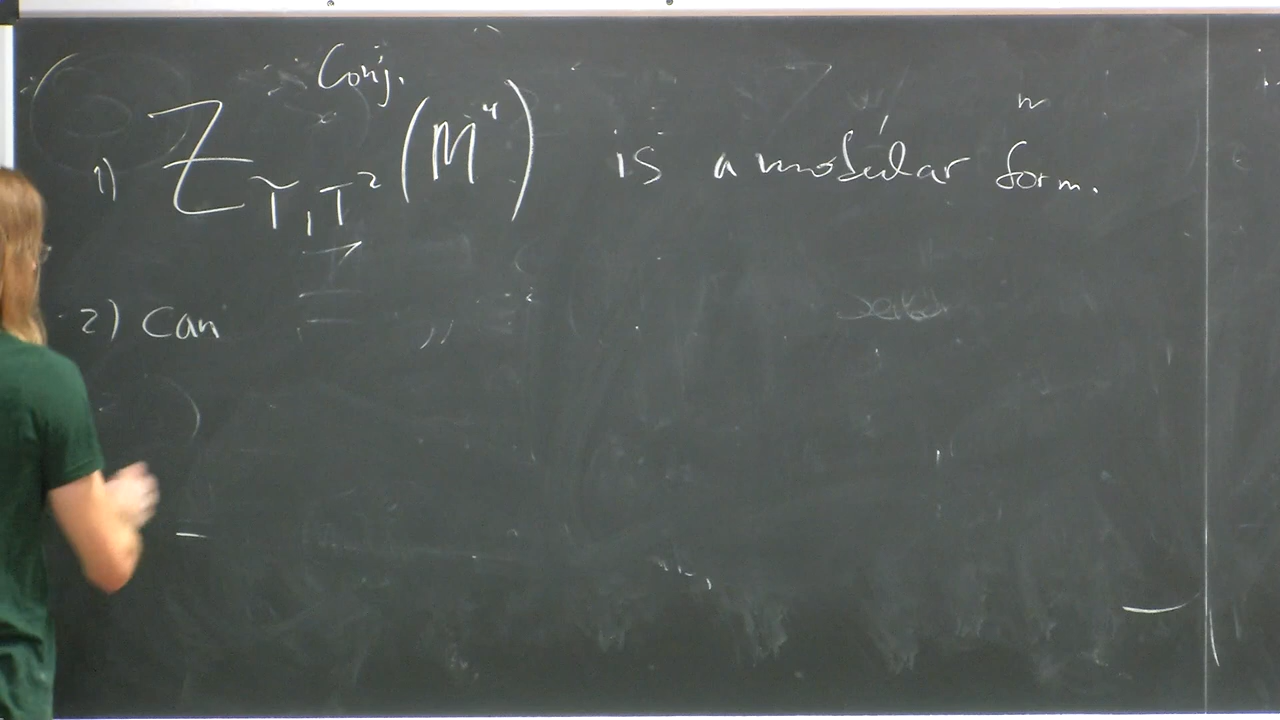 Conj.
1) Z_{T̃,T²}(M⁴) is a modular form.
2) Can